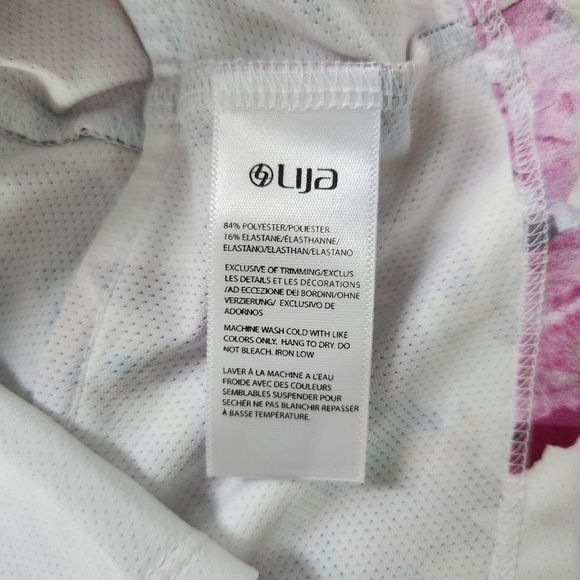 Lija
84% POLYESTER/POLIESTER
16% ELASTANE/ÉLASTHANNE/
ELASTÁNO/ELASTHAN/ELASTANO
EXCLUSIVE OF TRIMMING/EXCLUS
LES DETAILS ET LES DÉCORATIONS
/AD ECCEZIONE DEI BORDINI/OHNE
VERZIERUNG/ EXCLUSIVO DE
ADORNOS
MACHINE WASH COLD WITH LIKE
COLORS ONLY. HANG TO DRY. DO
NOT BLEACH. IRON LOW
LAVER À LA MACHINE A L'EAU
FROIDE AVEC DES COULEURS
SEMBLABLES SUSPENDER POUR
SECHÉR NE PAS BLANCHIR REPASSER
À BASSE TEMPÉRATURE.